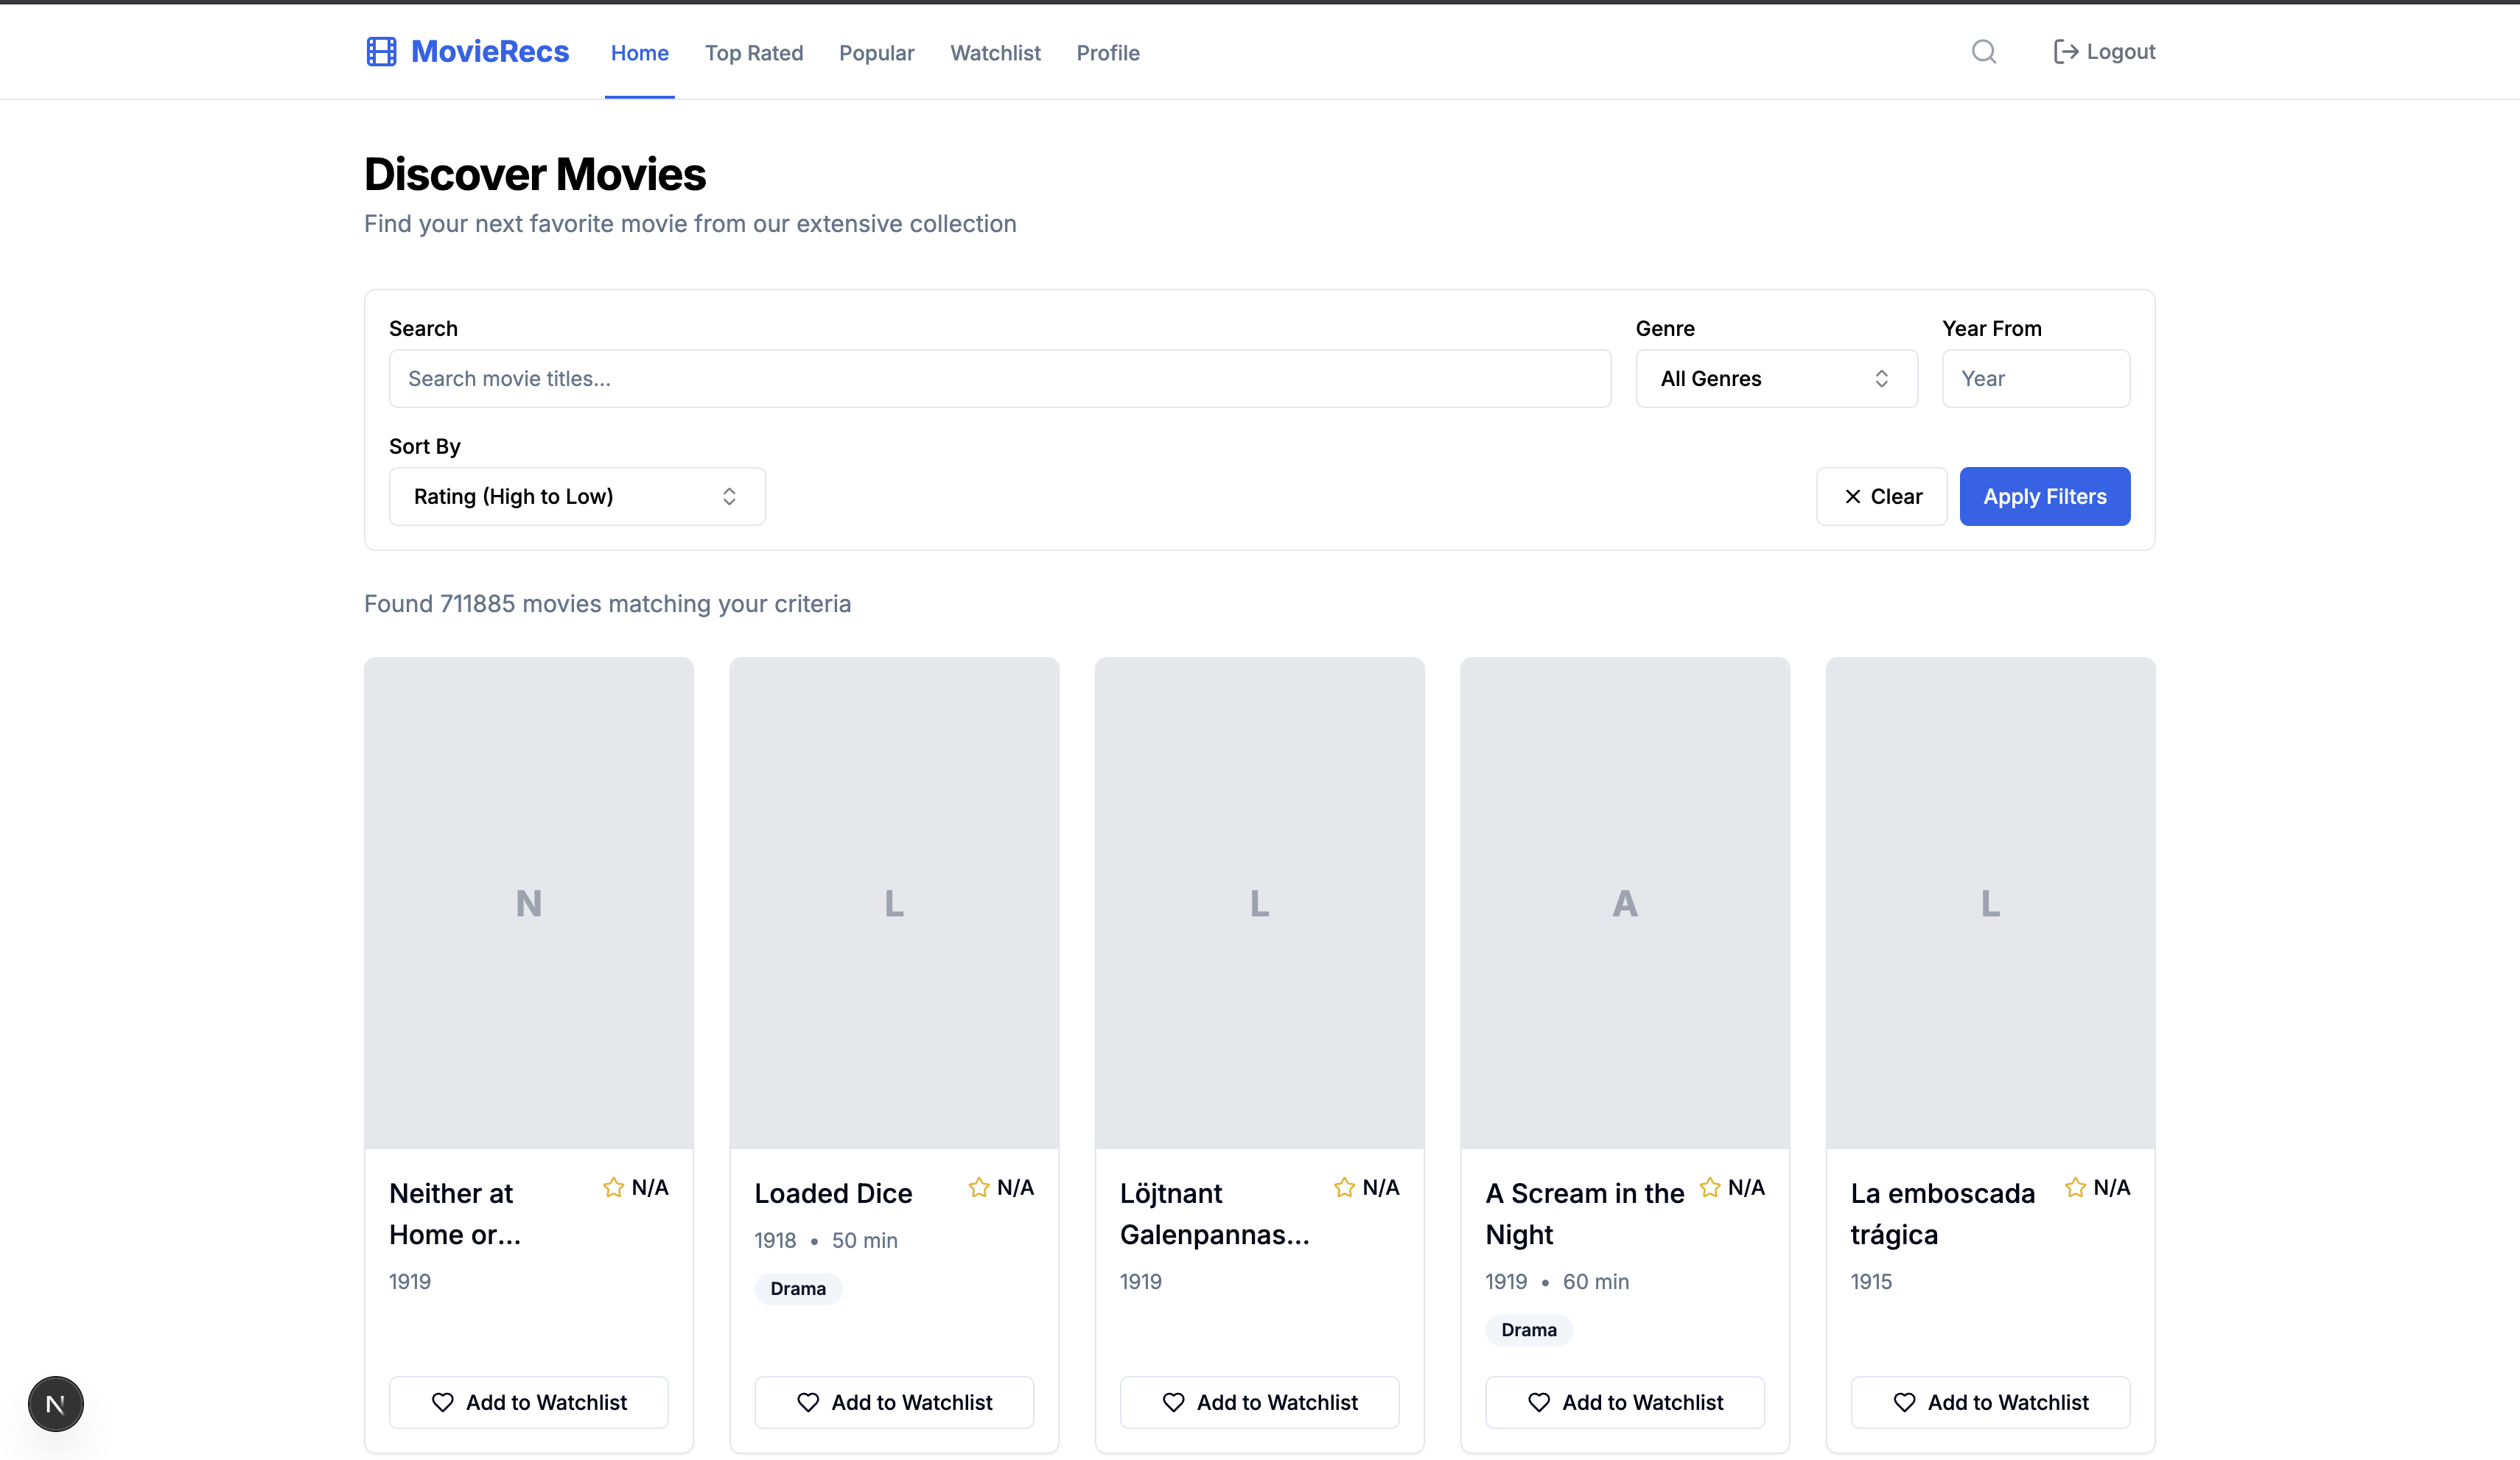 MovieRecs
Home
Top Rated
Popular
Watchlist
Profile
Logout
Discover Movies
Find your next favorite movie from our extensive collection
Search
Genre
Year From
Search movie titles...
All Genres
Year
Sort By
Rating (High to Low)
Clear
Apply Filters
Found 711885 movies matching your criteria
N
L
L
A
L
Neither at
Home or...
N/A
1919
Add to Watchlist
Loaded Dice
N/A
1918 • 50 min
Drama
Add to Watchlist
Löjtnant
Galenpannas...
N/A
1919
Add to Watchlist
A Scream in the
Night
N/A
1919 • 60 min
Drama
Add to Watchlist
La emboscada
trágica
N/A
1915
Add to Watchlist
N